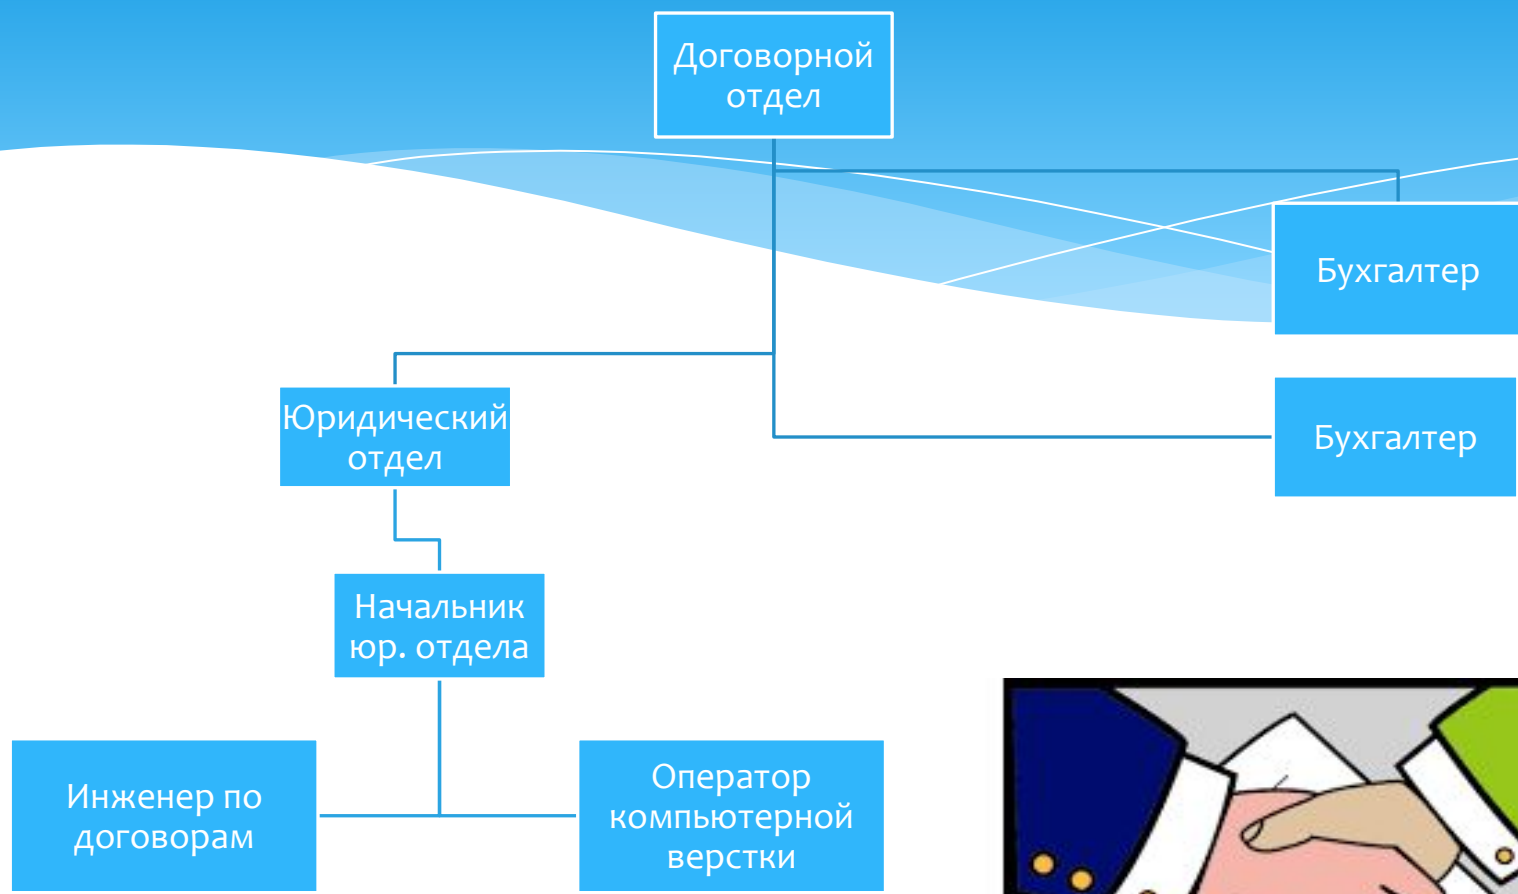 Договорной
отдел
Бухгалтер
Бухгалтер
Юридический
отдел
Начальник
юр. отдела
Инженер по
договорам
Оператор
компьютерной
верстки